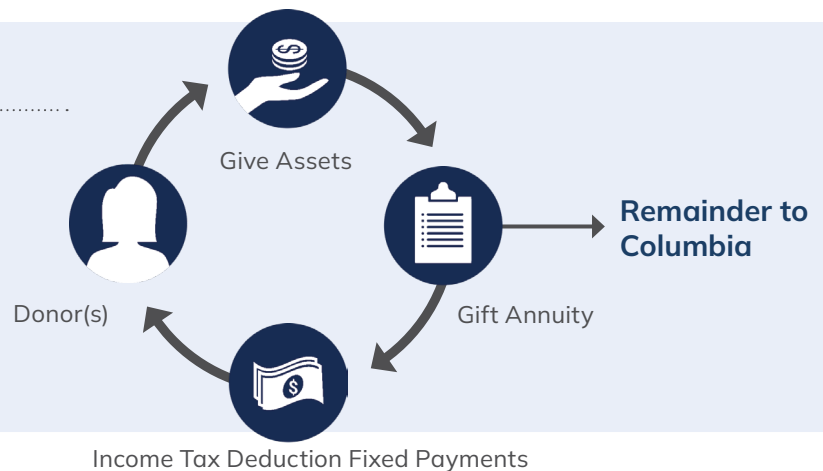 Give Assets
Remainder to
Columbia
Donor(s)
Gift Annuity
Income Tax Deduction Fixed Payments